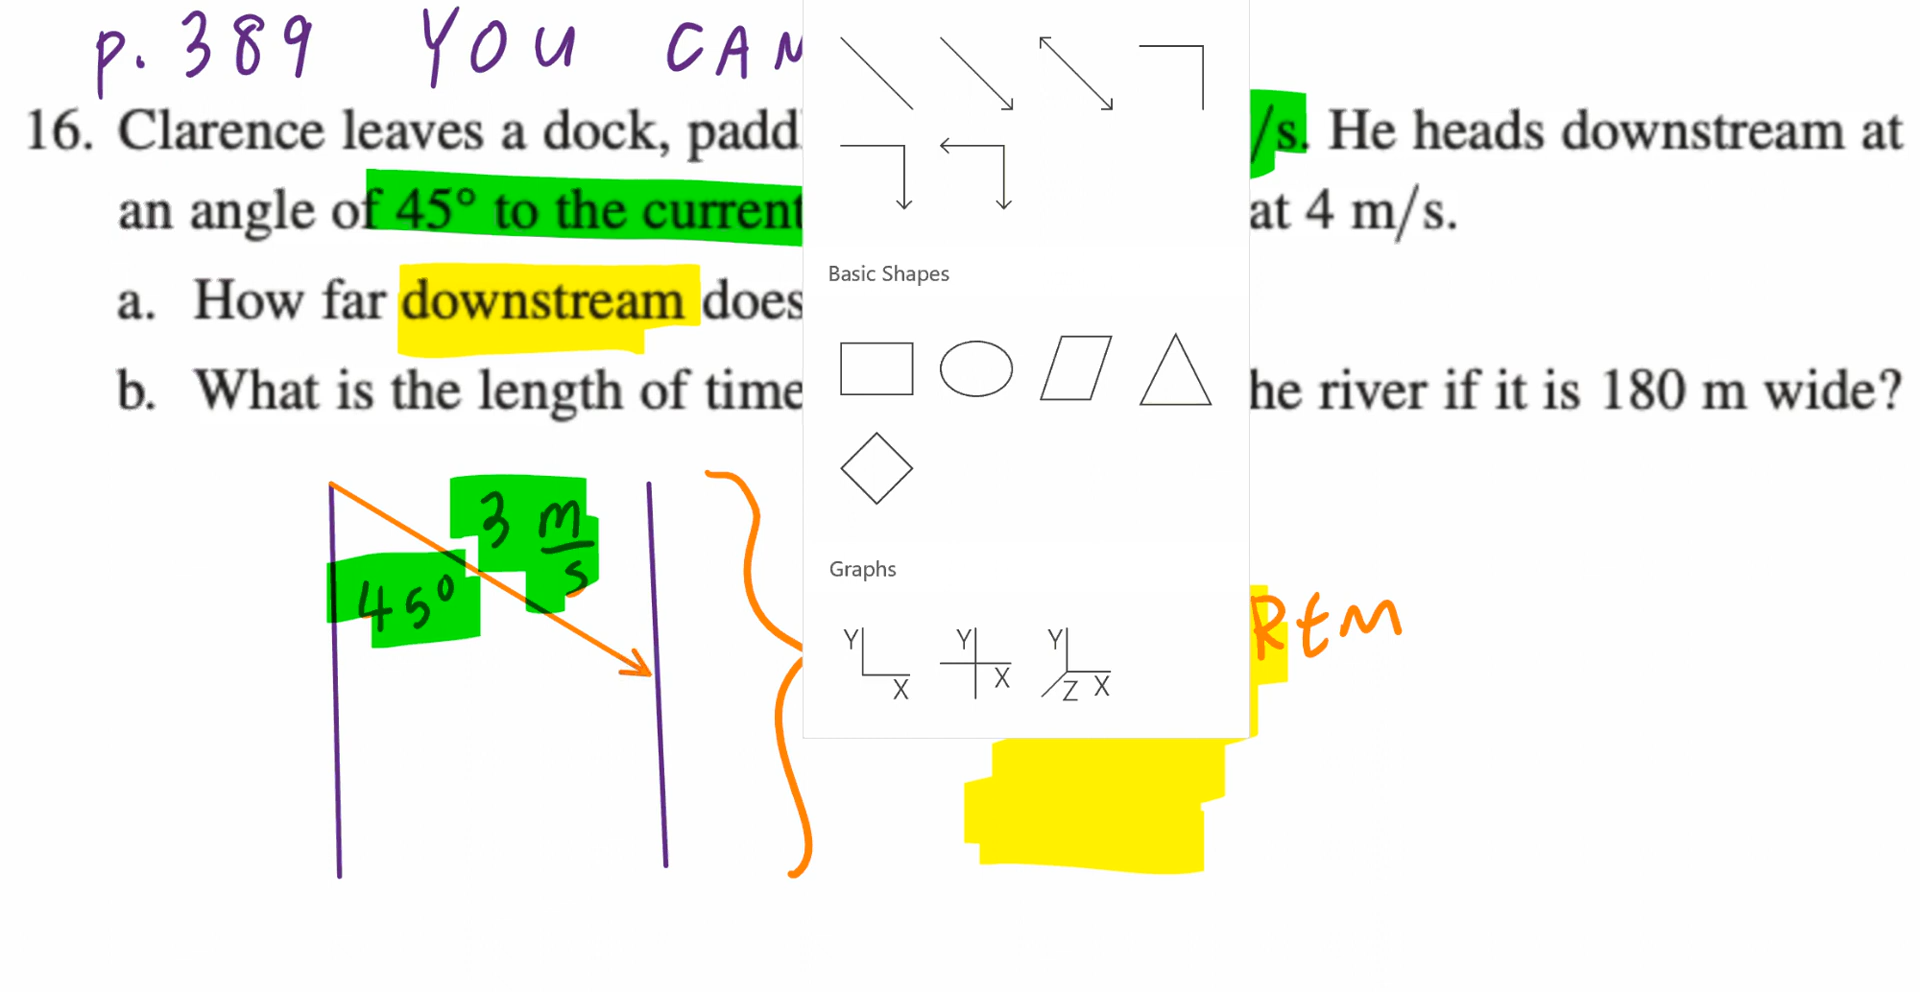 p. 389 YOU CAN
16. Clarence leaves a dock, padd /s. He heads downstream at
an angle of 45° to the current at 4 m/s.
a. How far downstream does
b. What is the length of time he river if it is 180 m wide?
Basic Shapes
Graphs
Y X Y X Y Z X
3 m/s
45°
REM